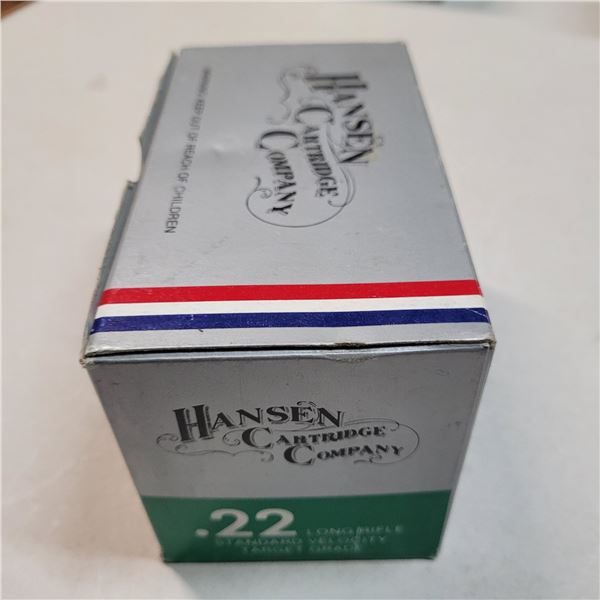 HANSEN
CARTRIDGE
COMPANY
WARNING: KEEP OUT OF REACH OF CHILDREN
HANSEN
CARTRIDGE
COMPANY
.22 LONG RIFLE
STANDARD VELOCITY
TARGET GRADE